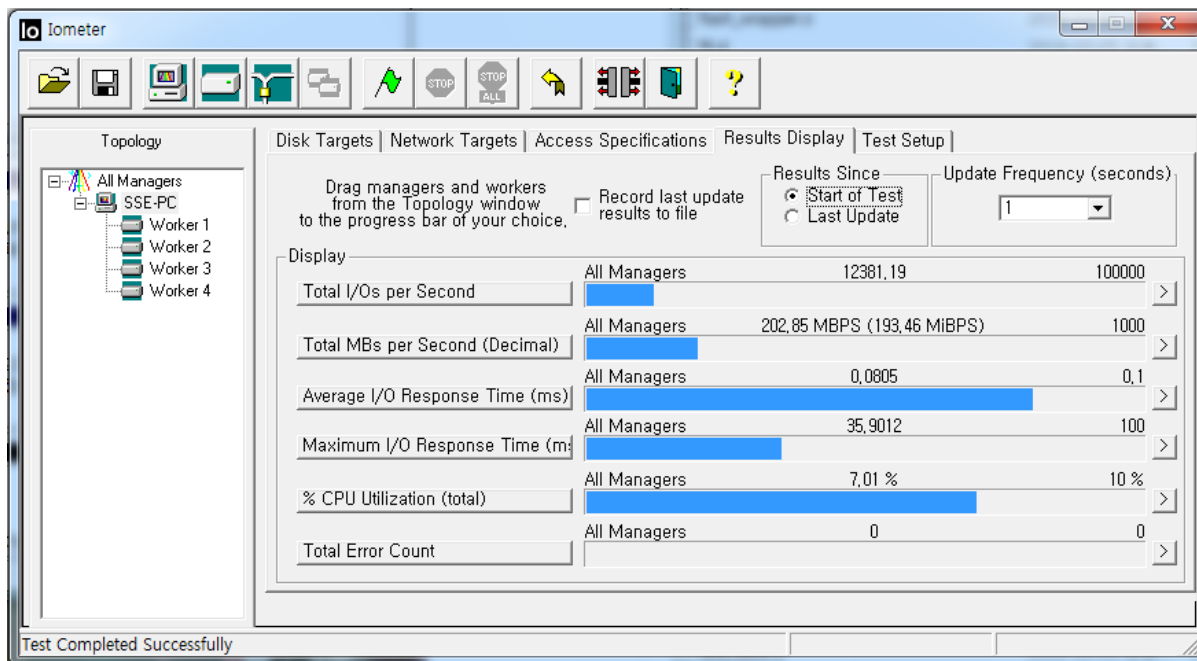 Iometer
STOP
STOP
ALL
Topology
All Managers
SSE-PC
Worker 1
Worker 2
Worker 3
Worker 4
Disk Targets
Network Targets
Access Specifications
Results Display
Test Setup
Drag managers and workers
from the Topology window
to the progress bar of your choice.
Record last update
results to file
Results Since
Start of Test
Last Update
Update Frequency (seconds)
1
Display
All Managers 12381.19 100000
Total I/Os per Second >
All Managers 202.85 MBPS (193.46 MiBPS) 1000
Total MBs per Second (Decimal) >
All Managers 0.0805 0.1
Average I/O Response Time (ms) >
All Managers 35.9012 100
Maximum I/O Response Time (m >
All Managers 7.01 % 10 %
% CPU Utilization (total) >
All Managers 0 0
Total Error Count >
Test Completed Successfully